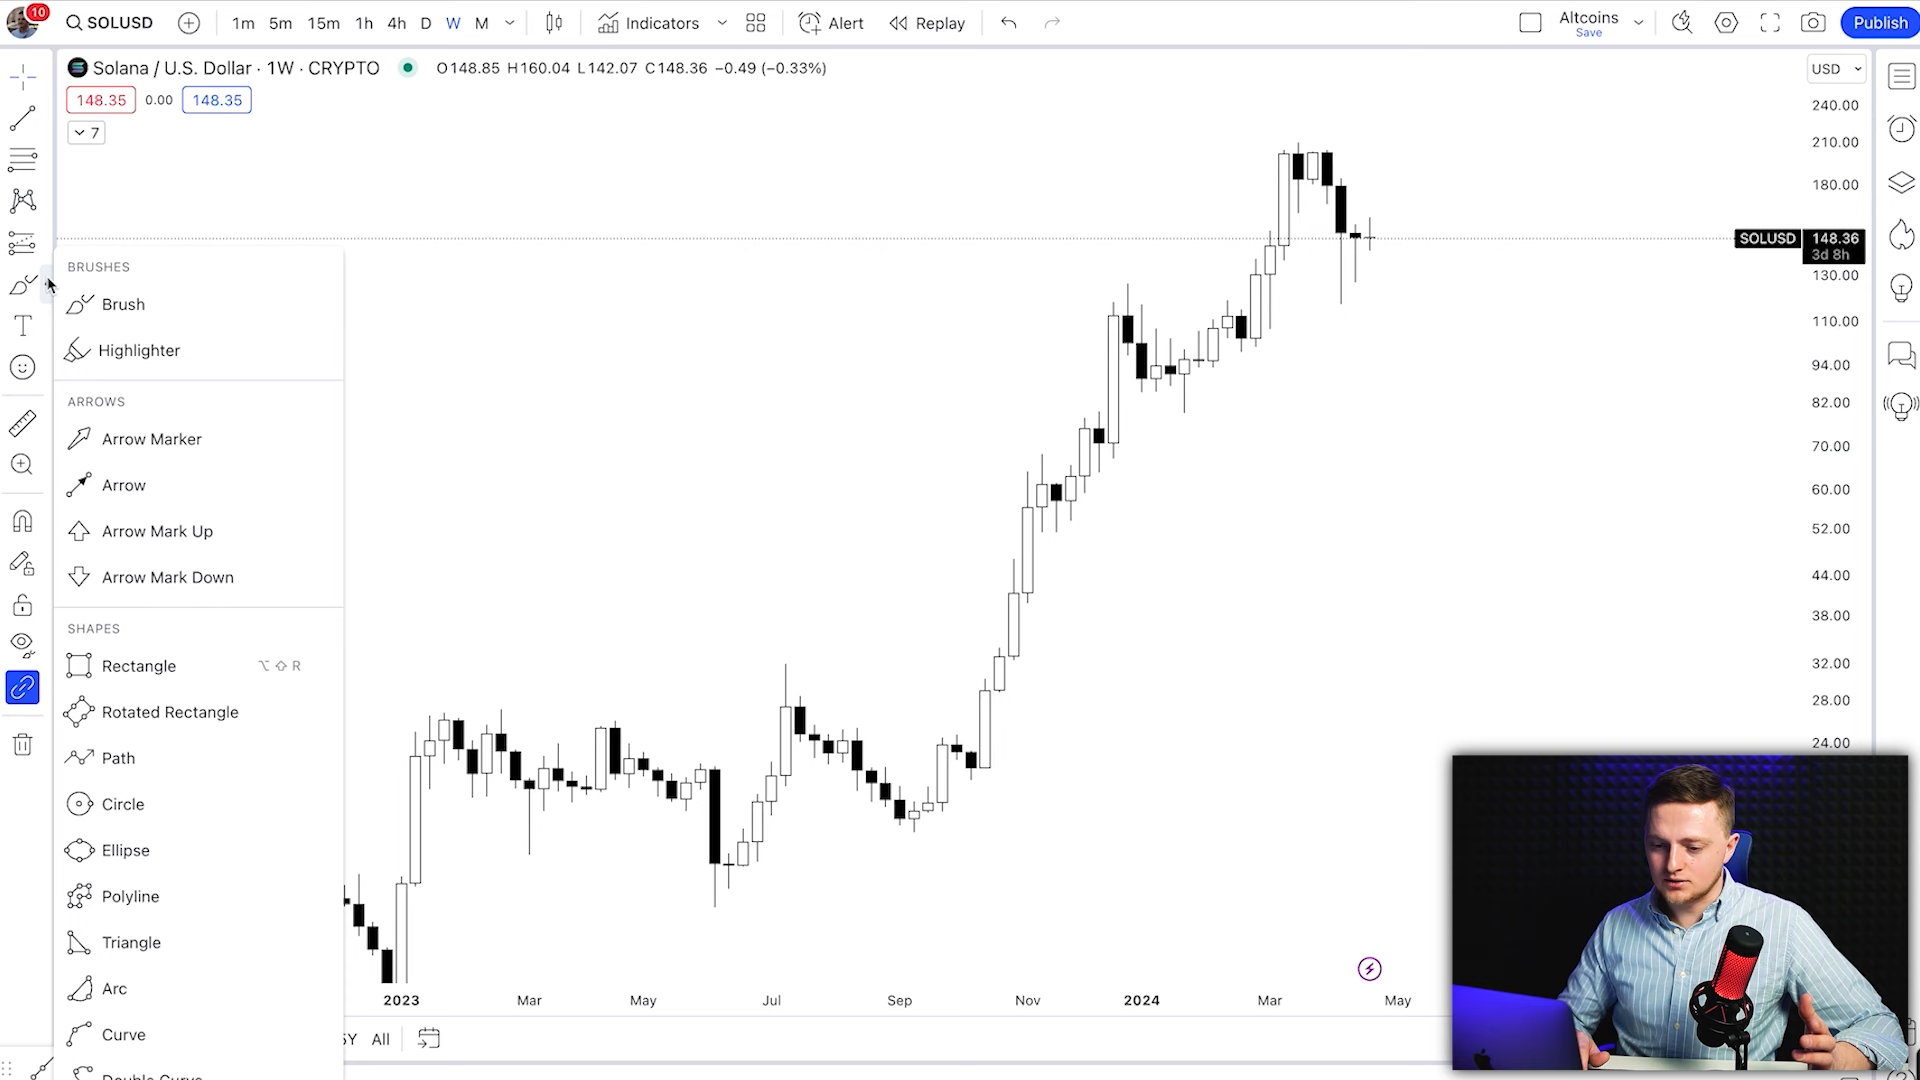 10
SOLUSD
1m 5m 15m 1h 4h D W M
Indicators
Alert
Replay
Altcoins
Save
Publish
Solana / U.S. Dollar · 1W · CRYPTO
O148.85 H160.04 L142.07 C148.36 −0.49 (−0.33%)
USD
148.35 0.00 148.35
7
240.00
210.00
180.00
SOLUSD 148.36
3d 8h
130.00
110.00
94.00
82.00
70.00
60.00
52.00
44.00
38.00
32.00
28.00
24.00
BRUSHES
Brush
Highlighter
ARROWS
Arrow Marker
Arrow
Arrow Mark Up
Arrow Mark Down
SHAPES
Rectangle ⌥ ⇧ R
Rotated Rectangle
Path
Circle
Ellipse
Polyline
Triangle
Arc
Curve
Double Curve
2023 Mar May Jul Sep Nov 2024 Mar May
5Y All